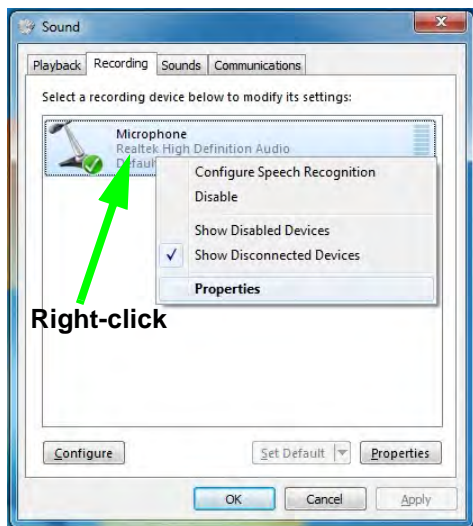 Sound
Playback Recording Sounds Communications
Select a recording device below to modify its settings:
Microphone
Realtek High Definition Audio
Configure Speech Recognition
Disable
Show Disabled Devices
Show Disconnected Devices
Properties
Right-click
Configure Set Default Properties
OK Cancel Apply